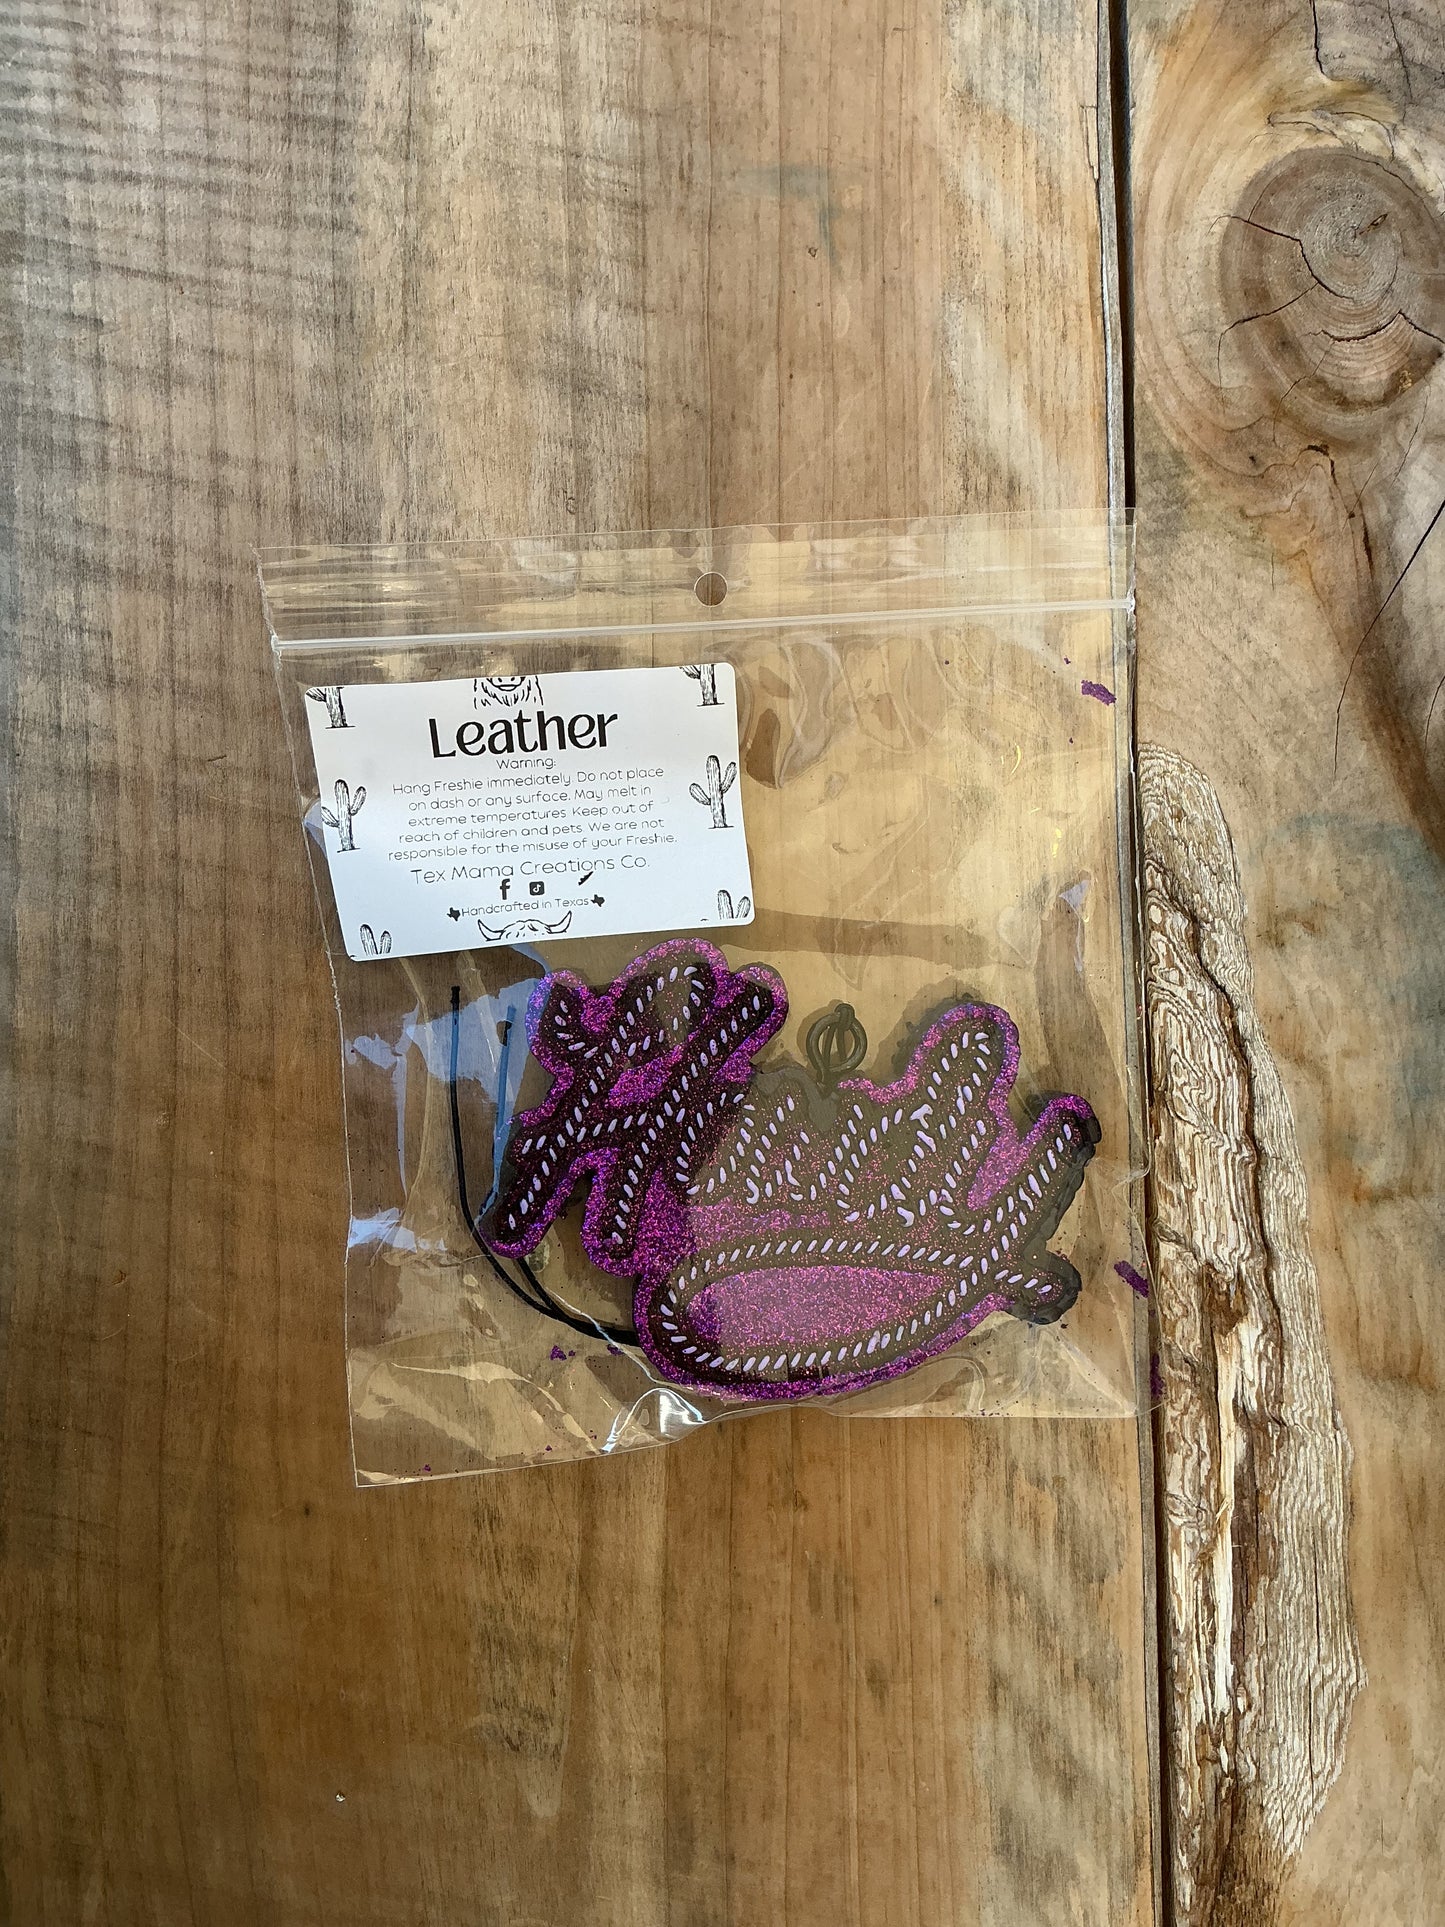 Leather
Warning:
Hang Freshie immediately. Do not place
on dash or any surface. May melt in
extreme temperatures. Keep out of
reach of children and pets. We are not
responsible for the misuse of your Freshie.
Tex Mama Creations Co.
Handcrafted in Texas